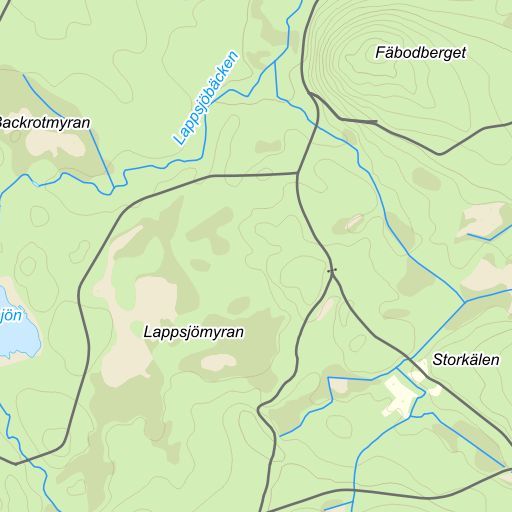 Fäbodberget
Lappsjöbäcken
Backrotmyran
Lappsjömyran
Storkälen